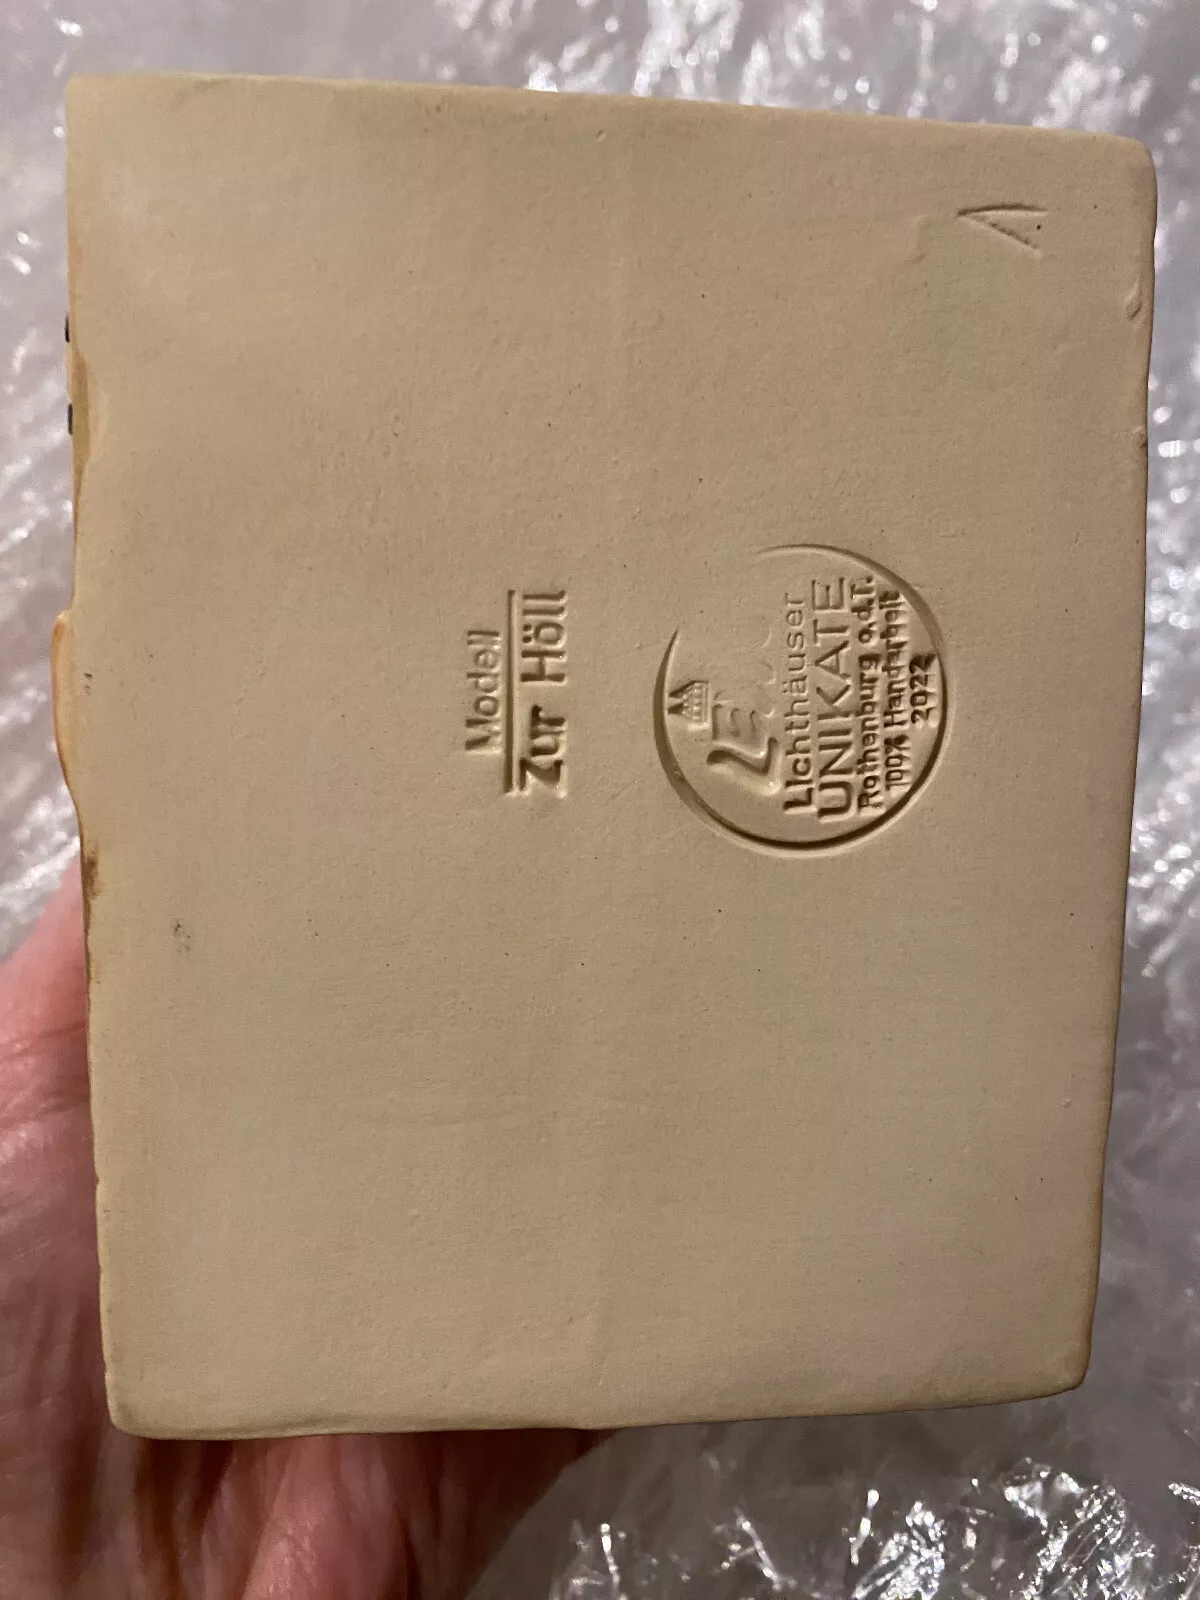 Modell
Zur Höll
Lichthäuser
UNIKATE
Rothenburg o.d.T.
100% Handarbeit
2022